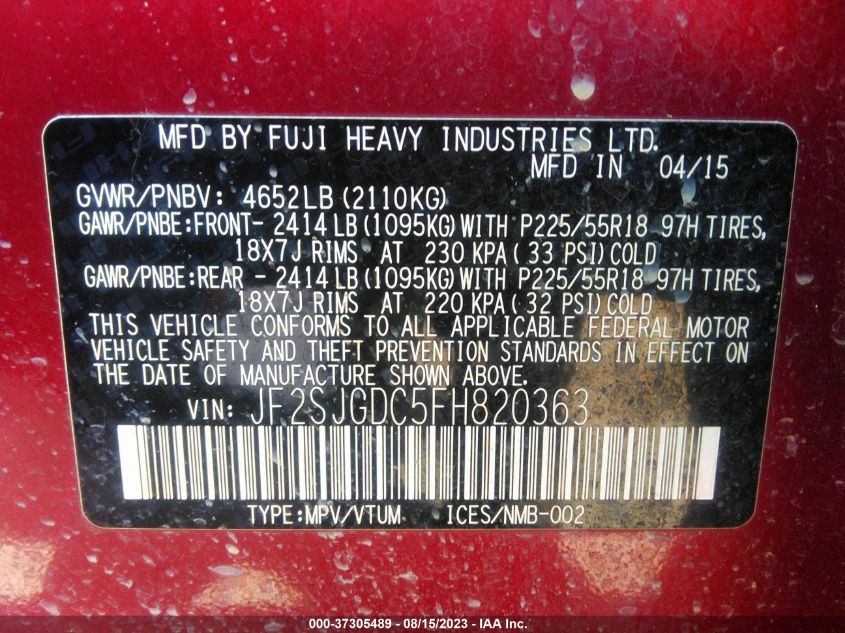 MFD BY FUJI HEAVY INDUSTRIES LTD.
MFD IN 04/15
GVWR/PNBV: 4652LB (2110KG)
GAWR/PNBE:FRONT- 2414 LB (1095KG) WITH P225/55R18 97H TIRES,
18X7J RIMS AT 230 KPA ( 33 PSI) COLD
GAWR/PNBE:REAR - 2414 LB (1095KG) WITH P225/55R18 97H TIRES,
18X7J RIMS AT 220 KPA ( 32 PSI) COLD
THIS VEHICLE CONFORMS TO ALL APPLICABLE FEDERAL MOTOR
VEHICLE SAFETY AND THEFT PREVENTION STANDARDS IN EFFECT ON
THE DATE OF MANUFACTURE SHOWN ABOVE.
VIN: JF2SJGDC5FH820363
TYPE:MPV/VTUM ICES/NMB-002
000-37305489 - 08/15/2023 - IAA Inc.